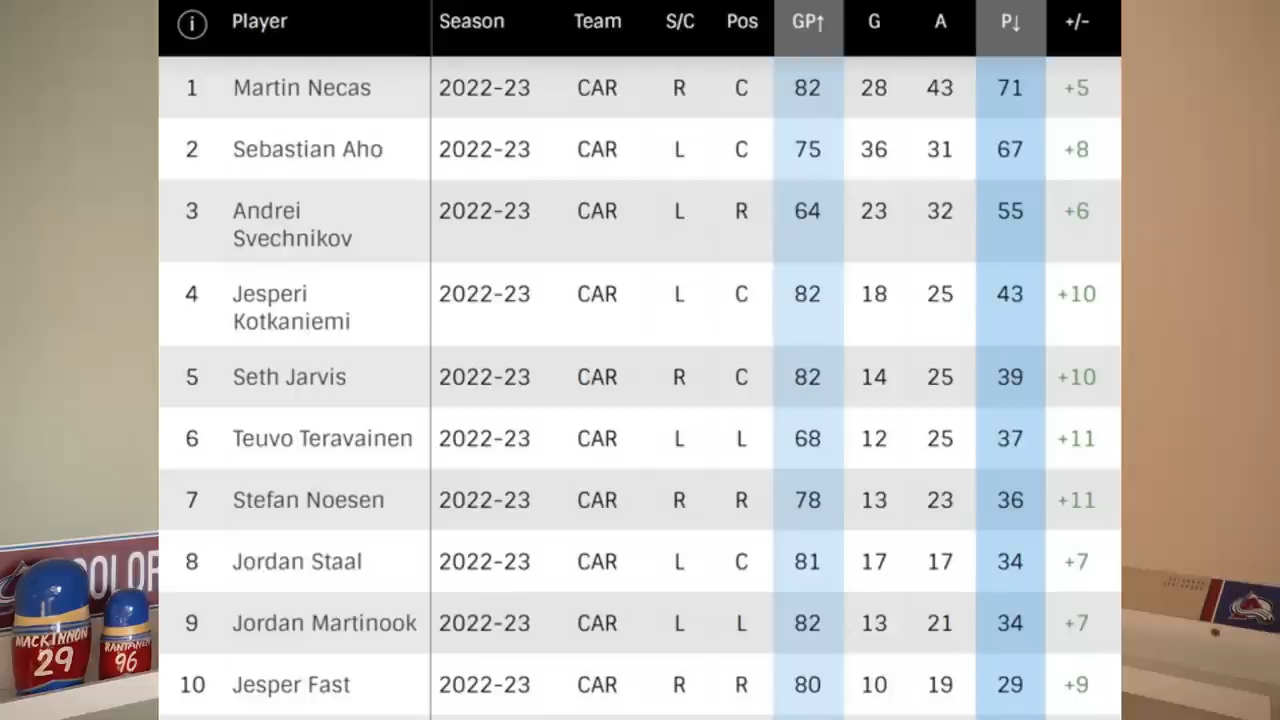 i Player Season Team S/C Pos GP↑ G A P↓ +/-
1 Martin Necas 2022-23 CAR R C 82 28 43 71 +5
2 Sebastian Aho 2022-23 CAR L C 75 36 31 67 +8
3 Andrei 2022-23 CAR L R 64 23 32 55 +6
Svechnikov
4 Jesperi 2022-23 CAR L C 82 18 25 43 +10
Kotkaniemi
5 Seth Jarvis 2022-23 CAR R C 82 14 25 39 +10
6 Teuvo Teravainen 2022-23 CAR L L 68 12 25 37 +11
7 Stefan Noesen 2022-23 CAR R R 78 13 23 36 +11
8 Jordan Staal 2022-23 CAR L C 81 17 17 34 +7
9 Jordan Martinook 2022-23 CAR L L 82 13 21 34 +7
10 Jesper Fast 2022-23 CAR R R 80 10 19 29 +9
COLOR
MACKINNON
29
RANTANEN
96